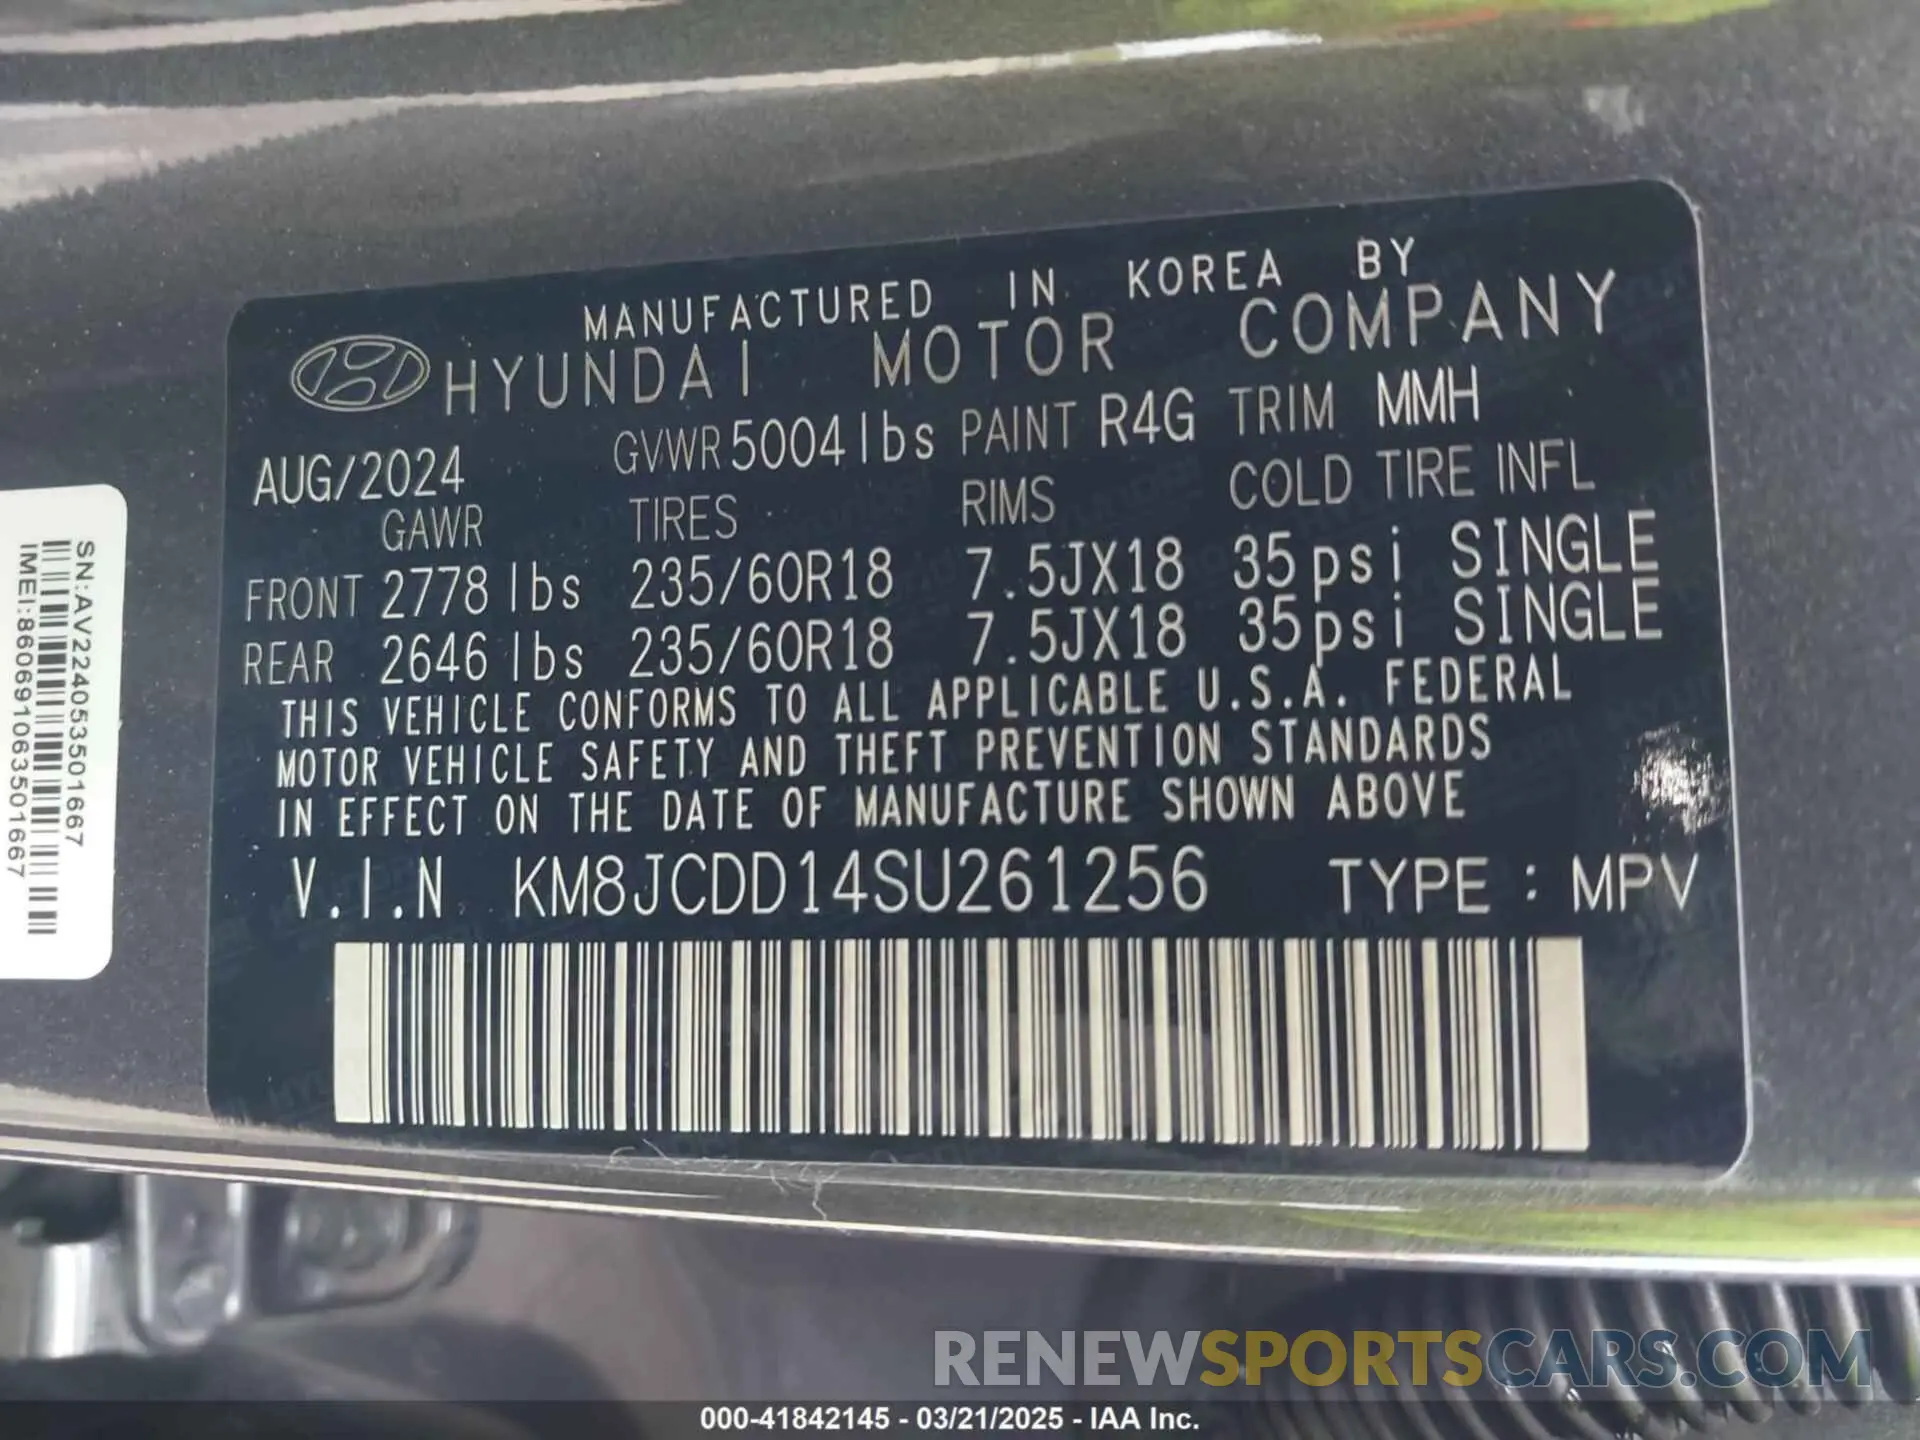 MANUFACTURED IN KOREA BY
HYUNDAI MOTOR COMPANY
AUG/2024 GVWR 5004 lbs PAINT R4G TRIM MMH
GAWR TIRES RIMS COLD TIRE INFL
FRONT 2778 lbs 235/60R18 7.5JX18 35psi SINGLE
REAR 2646 lbs 235/60R18 7.5JX18 35psi SINGLE
THIS VEHICLE CONFORMS TO ALL APPLICABLE U.S.A. FEDERAL
MOTOR VEHICLE SAFETY AND THEFT PREVENTION STANDARDS
IN EFFECT ON THE DATE OF MANUFACTURE SHOWN ABOVE
V.I.N KM8JCDD14SU261256 TYPE : MPV
SN:AV22405350​1667
IMEI:860691063501667
RENEWSPORTSCARS.COM
000-41842145 - 03/21/2025 - IAA Inc.